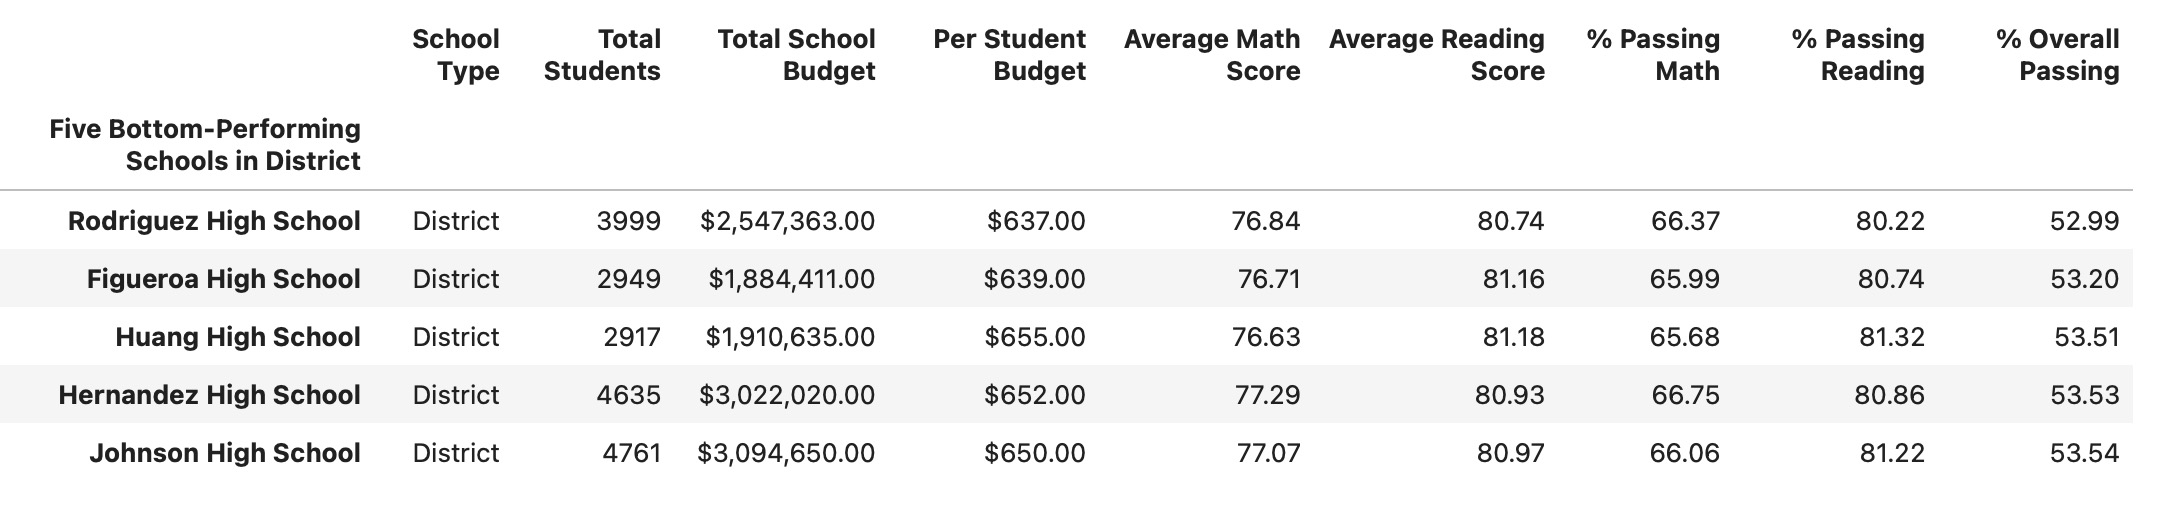 School Total Total School Per Student Average Math Average Reading % Passing % Passing % Overall
Type Students Budget Budget Score Score Math Reading Passing
Five Bottom-Performing
Schools in District
Rodriguez High School District 3999 $2,547,363.00 $637.00 76.84 80.74 66.37 80.22 52.99
Figueroa High School District 2949 $1,884,411.00 $639.00 76.71 81.16 65.99 80.74 53.20
Huang High School District 2917 $1,910,635.00 $655.00 76.63 81.18 65.68 81.32 53.51
Hernandez High School District 4635 $3,022,020.00 $652.00 77.29 80.93 66.75 80.86 53.53
Johnson High School District 4761 $3,094,650.00 $650.00 77.07 80.97 66.06 81.22 53.54